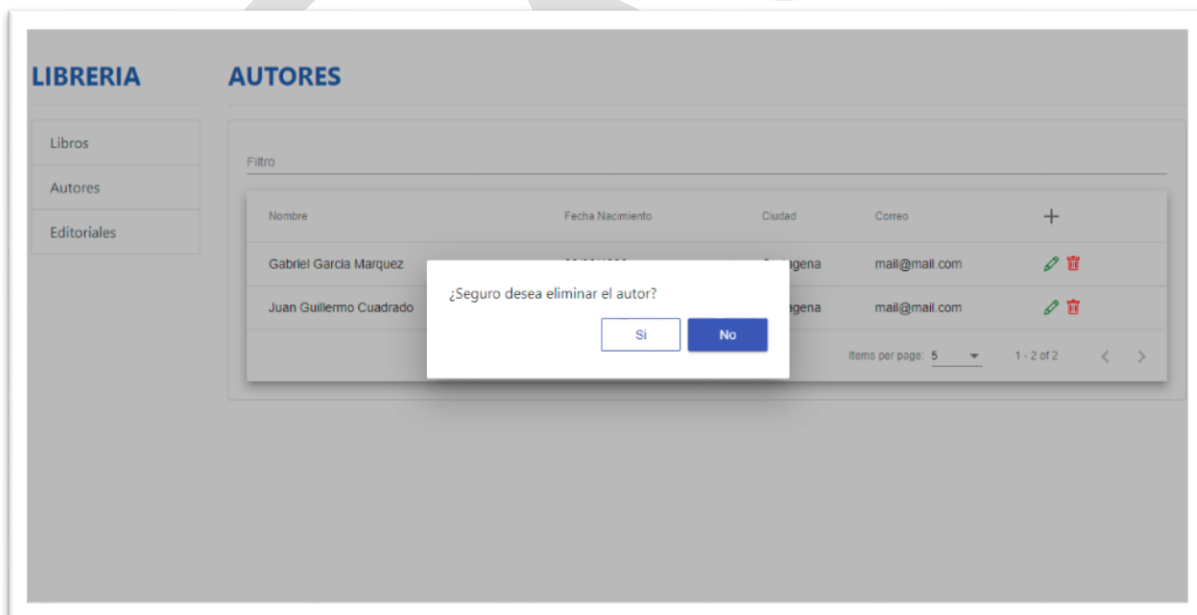 LIBRERIA
AUTORES
Libros
Autores
Editoriales
Filtro
Nombre Fecha Nacimiento Ciudad Correo
Gabriel Garcia Marquez mail@mail.com
Juan Guillermo Cuadrado mail@mail.com
¿Seguro desea eliminar el autor?
Si No
Items per page: 5 1 - 2 of 2